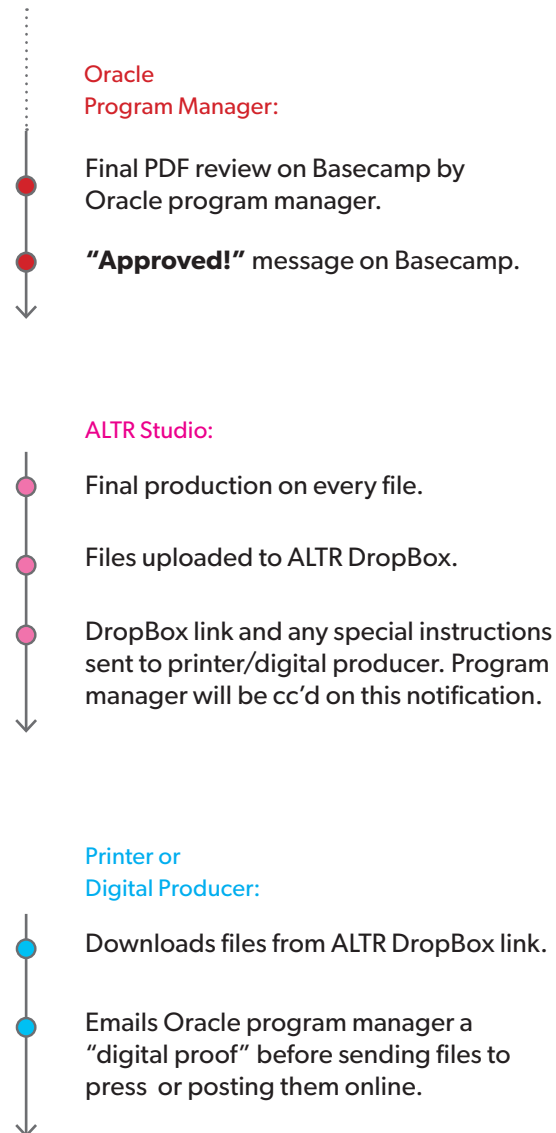 Oracle
Program Manager:
Final PDF review on Basecamp by
Oracle program manager.
“Approved!” message on Basecamp.
ALTR Studio:
Final production on every file.
Files uploaded to ALTR DropBox.
DropBox link and any special instructions
sent to printer/digital producer. Program
manager will be cc’d on this notification.
Printer or
Digital Producer:
Downloads files from ALTR DropBox link.
Emails Oracle program manager a
“digital proof” before sending files to
press or posting them online.